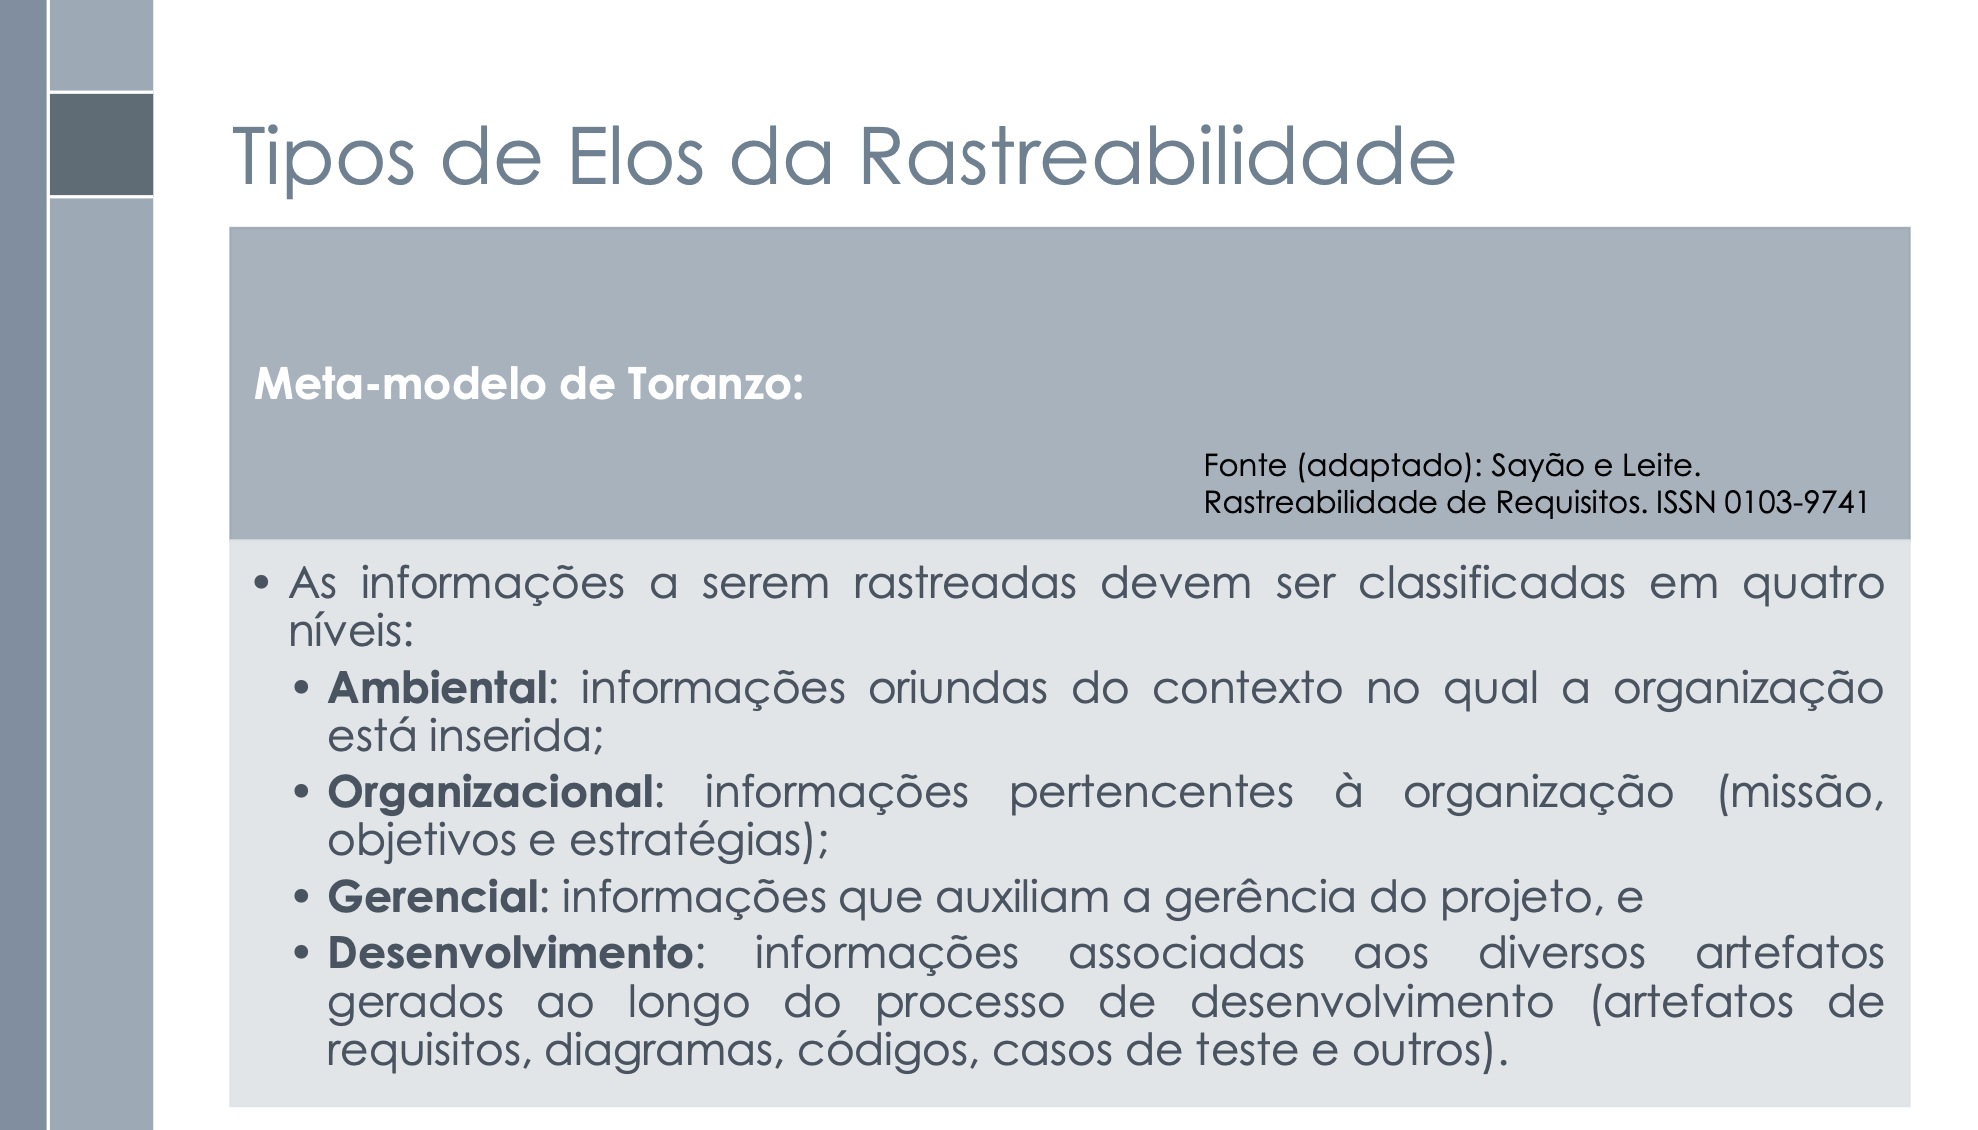 Tipos de Elos da Rastreabilidade
Meta-modelo de Toranzo:
Fonte (adaptado): Sayão e Leite.
Rastreabilidade de Requisitos. ISSN 0103-9741
• As informações a serem rastreadas devem ser classificadas em quatro
níveis:
• Ambiental: informações oriundas do contexto no qual a organização
está inserida;
• Organizacional: informações pertencentes à organização (missão,
objetivos e estratégias);
• Gerencial: informações que auxiliam a gerência do projeto, e
• Desenvolvimento: informações associadas aos diversos artefatos
gerados ao longo do processo de desenvolvimento (artefatos de
requisitos, diagramas, códigos, casos de teste e outros).